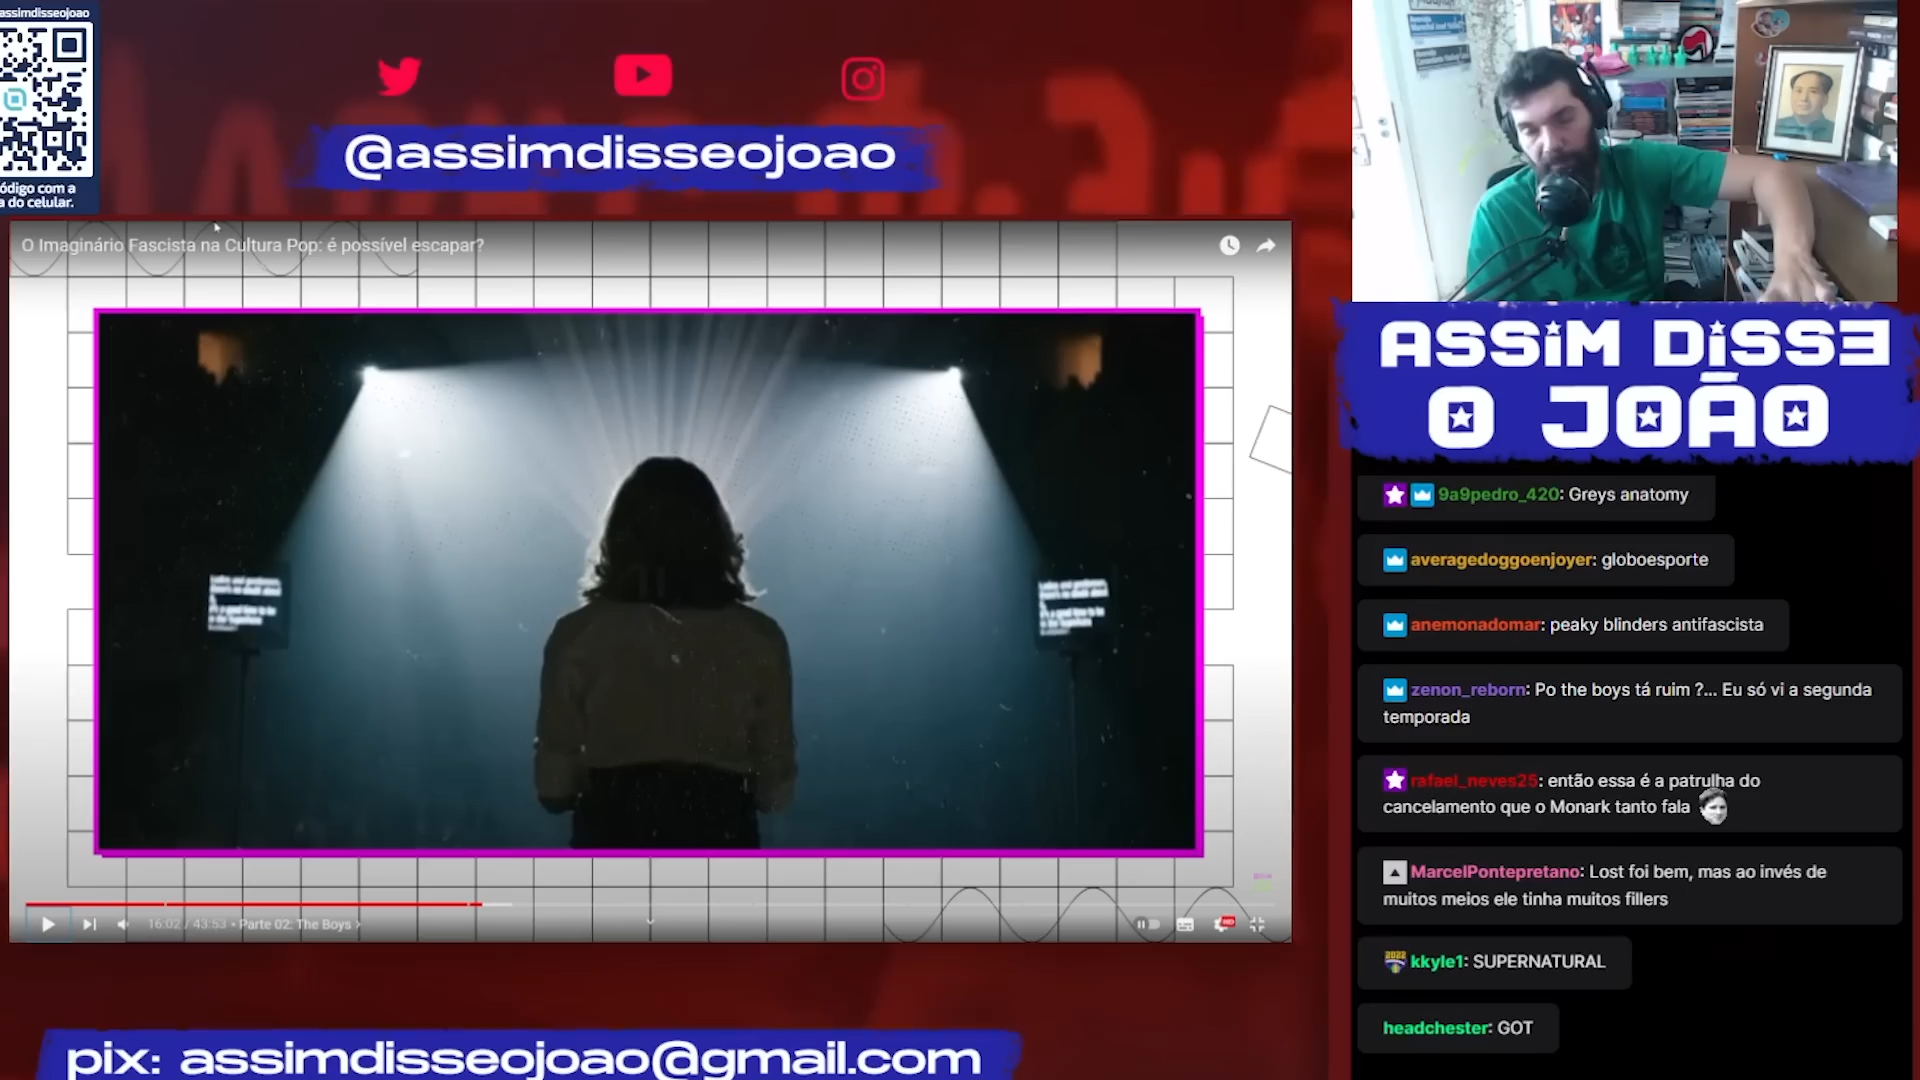 assimdisseojoao
ódigo com a
a do celular.
@assimdisseojoao
O Imaginário Fascista na Cultura Pop: é possível escapar?
16:02 / 43:53 • Parte 02: The Boys >
HD
pix: assimdisseojoao@gmail.com
ASSIM DISSE
O JOÃO
9a9pedro_420: Greys anatomy
averagedoggoenjoyer: globoesporte
anemonadomar: peaky blinders antifascista
zenon_reborn: Po the boys tá ruim ?... Eu só vi a segunda
temporada
rafael_neves25: então essa é a patrulha do
cancelamento que o Monark tanto fala
MarcelPontepretano: Lost foi bem, mas ao invés de
muitos meios ele tinha muitos fillers
2022
kkyle1: SUPERNATURAL
headchester: GOT